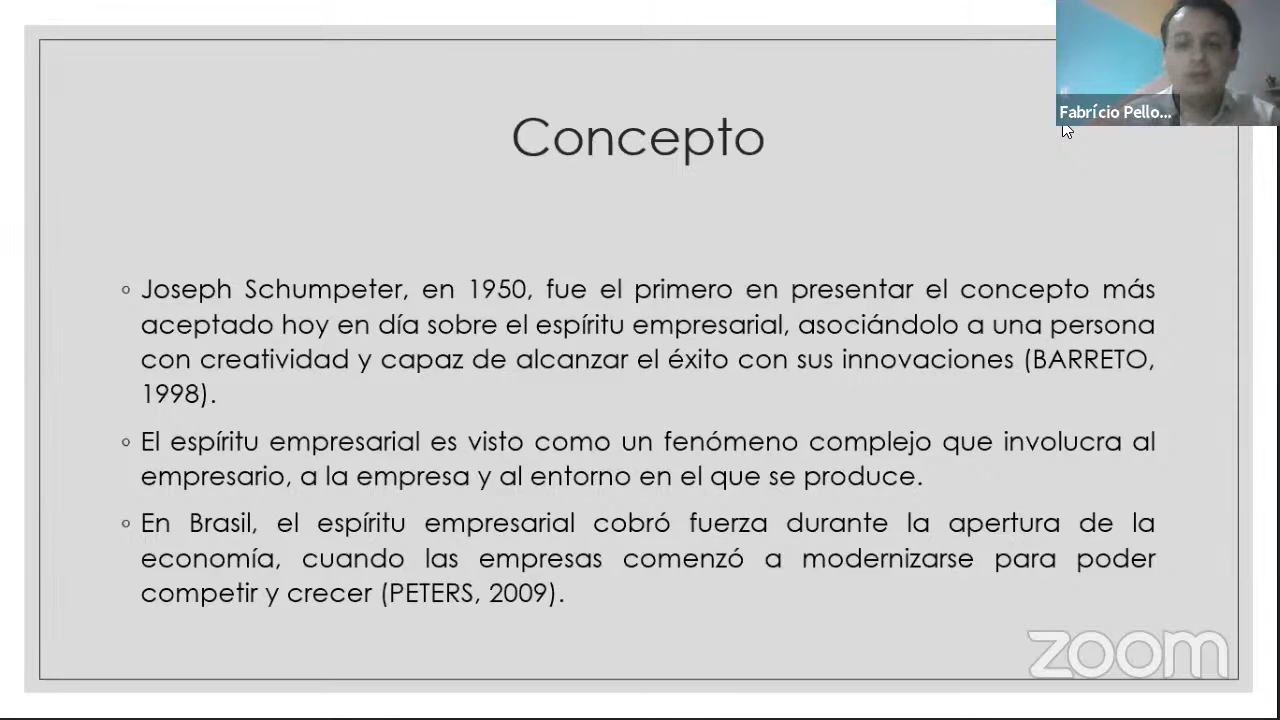 Fabrício Pello...
Concepto
◦ Joseph Schumpeter, en 1950, fue el primero en presentar el concepto más
aceptado hoy en día sobre el espíritu empresarial, asociándolo a una persona
con creatividad y capaz de alcanzar el éxito con sus innovaciones (BARRETO,
1998).
◦ El espíritu empresarial es visto como un fenómeno complejo que involucra al
empresario, a la empresa y al entorno en el que se produce.
◦ En Brasil, el espíritu empresarial cobró fuerza durante la apertura de la
economía, cuando las empresas comenzó a modernizarse para poder
competir y crecer (PETERS, 2009).
zoom